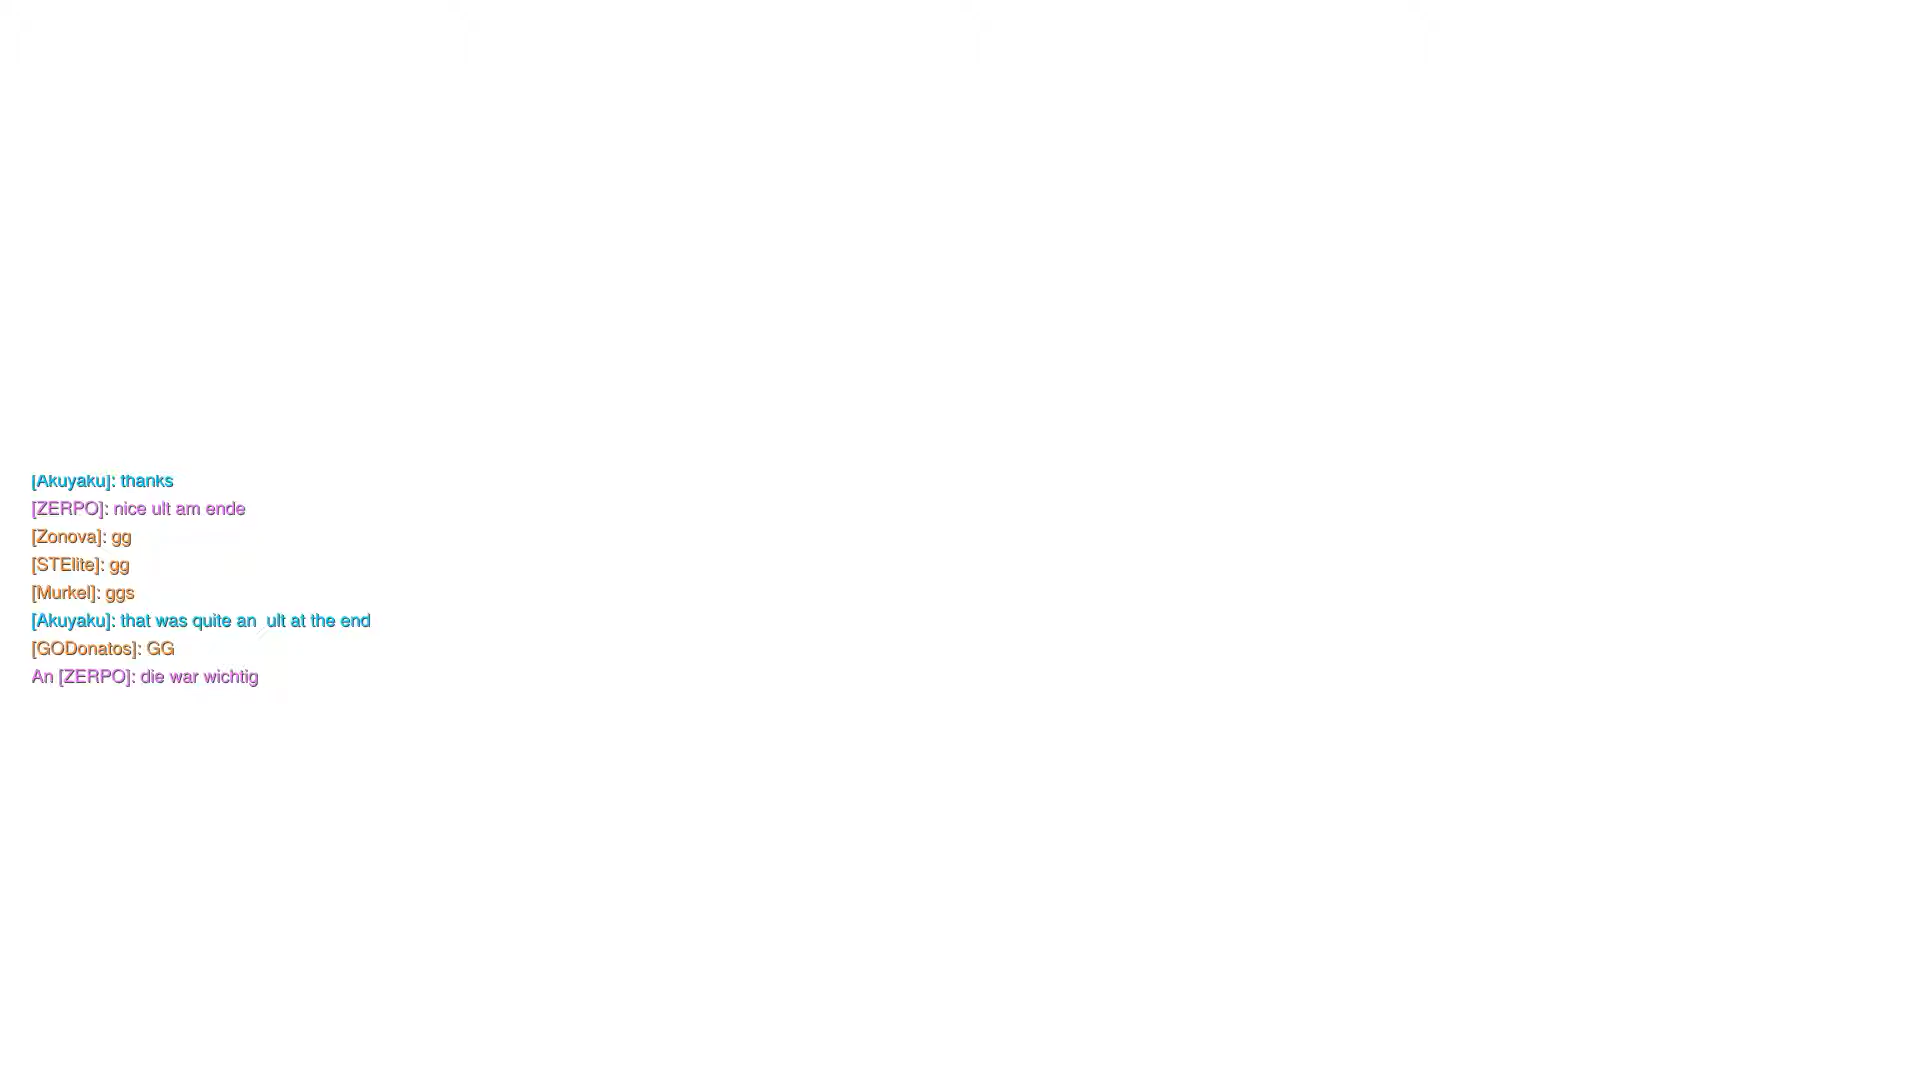 [Akuyaku]: thanks
[ZERPO]: nice ult am ende
[Zonova]: gg
[STElite]: gg
[Murkel]: ggs
[Akuyaku]: that was quite an  ult at the end
[GODonatos]: GG
An [ZERPO]: die war wichtig